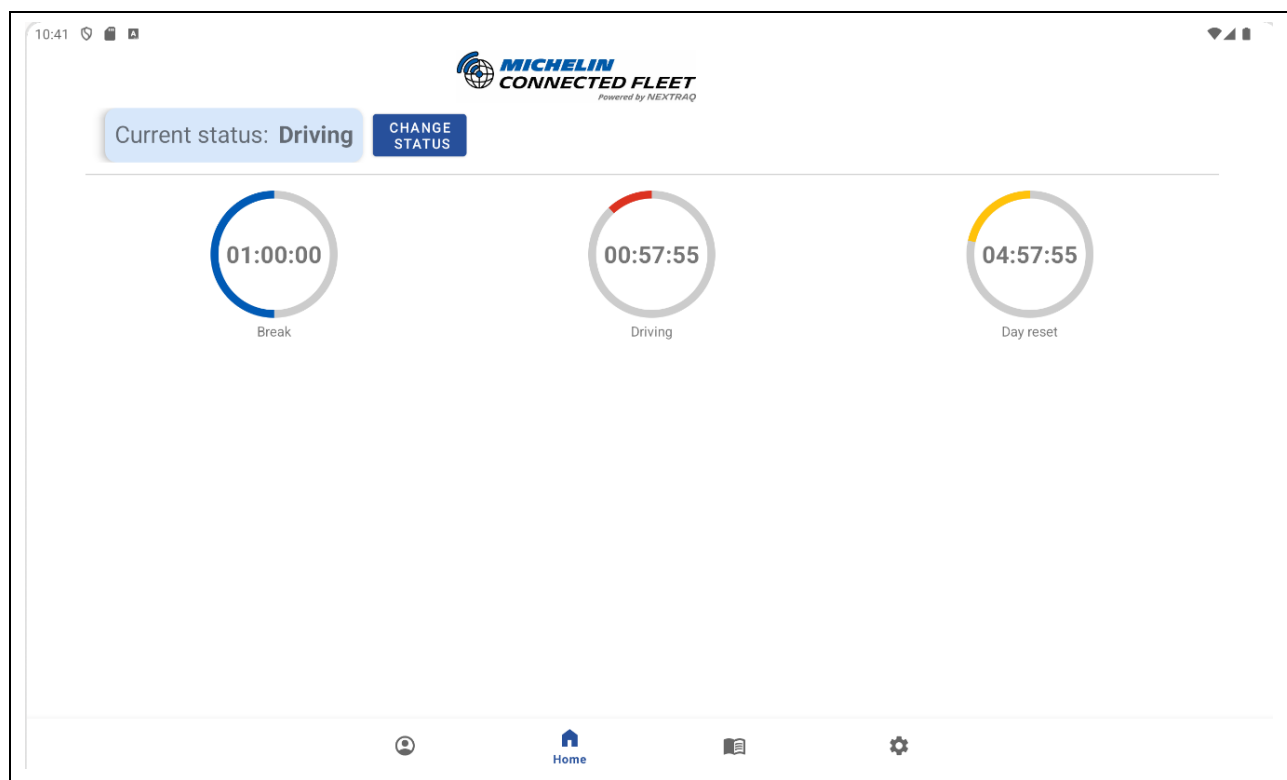 10:41
MICHELIN
CONNECTED FLEET
Powered by NEXTRAQ
Current status: Driving
CHANGE
STATUS
01:00:00
00:57:55
04:57:55
Break
Driving
Day reset
Home